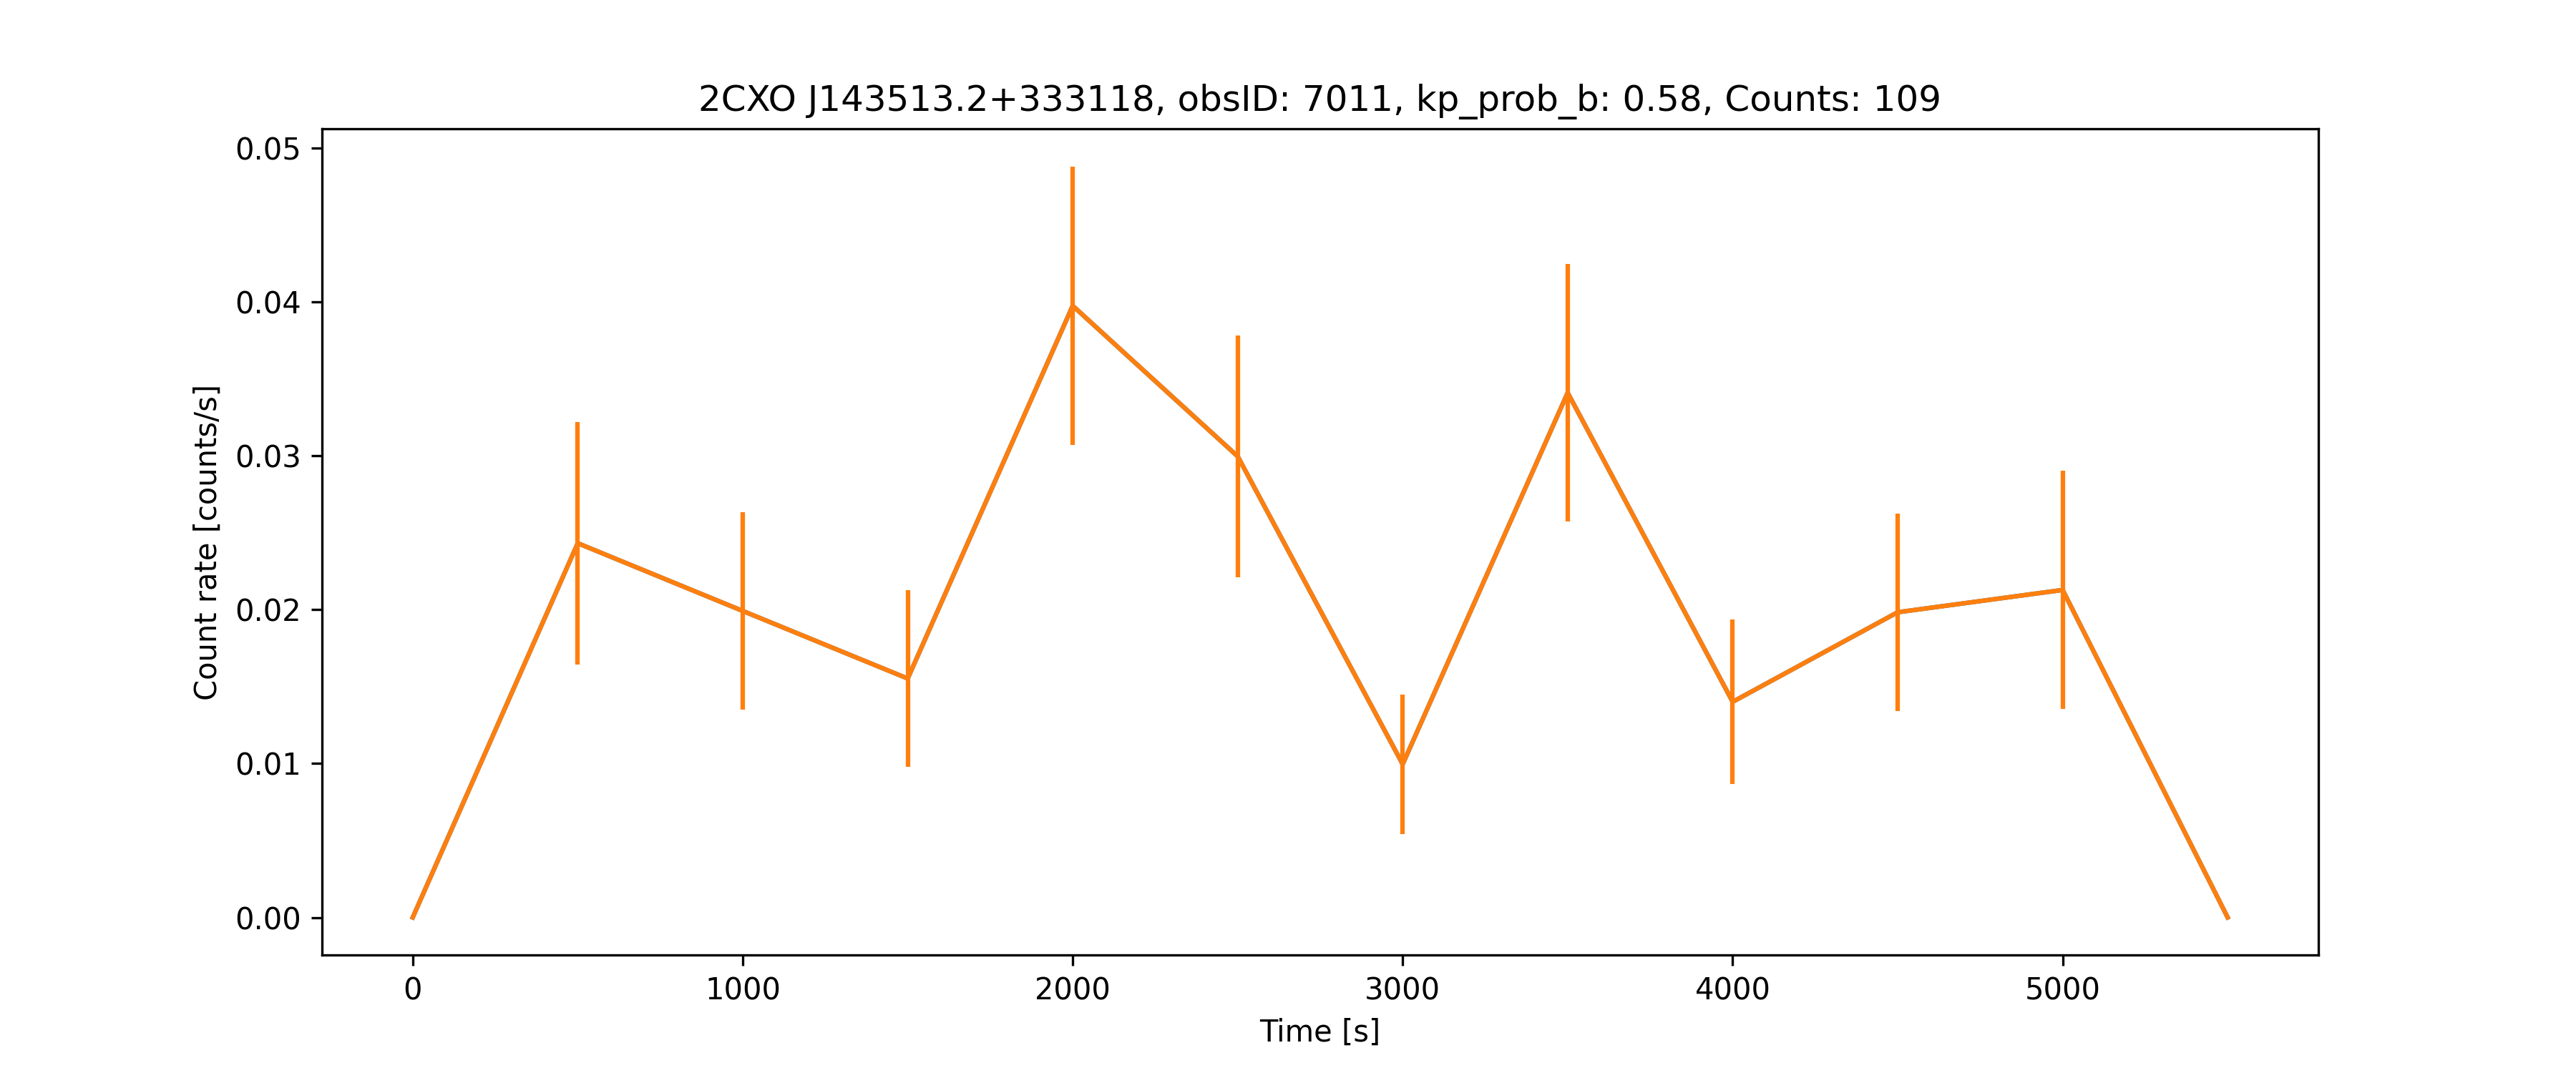 2CXO J143513.2+333118, obsID: 7011, kp_prob_b: 0.58, Counts: 109
0.05
0.04
0.03
0.02
0.01
0.00
Count rate [counts/s]
0 1000 2000 3000 4000 5000
Time [s]